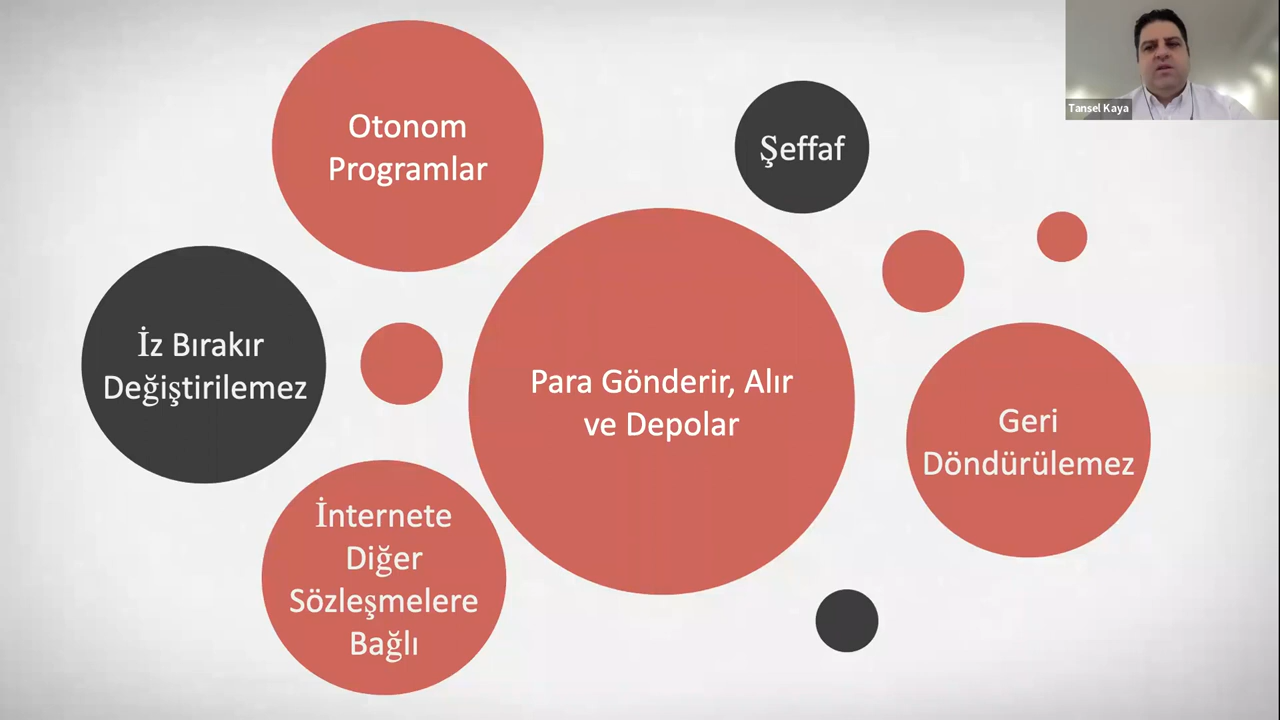 Otonom
Programlar
Şeffaf
Tansel Kaya
İz Bırakır
Değiştirilemez
Para Gönderir, Alır
ve Depolar
Geri
Döndürülemez
İnternete
Diğer
Sözleşmelere
Bağlı